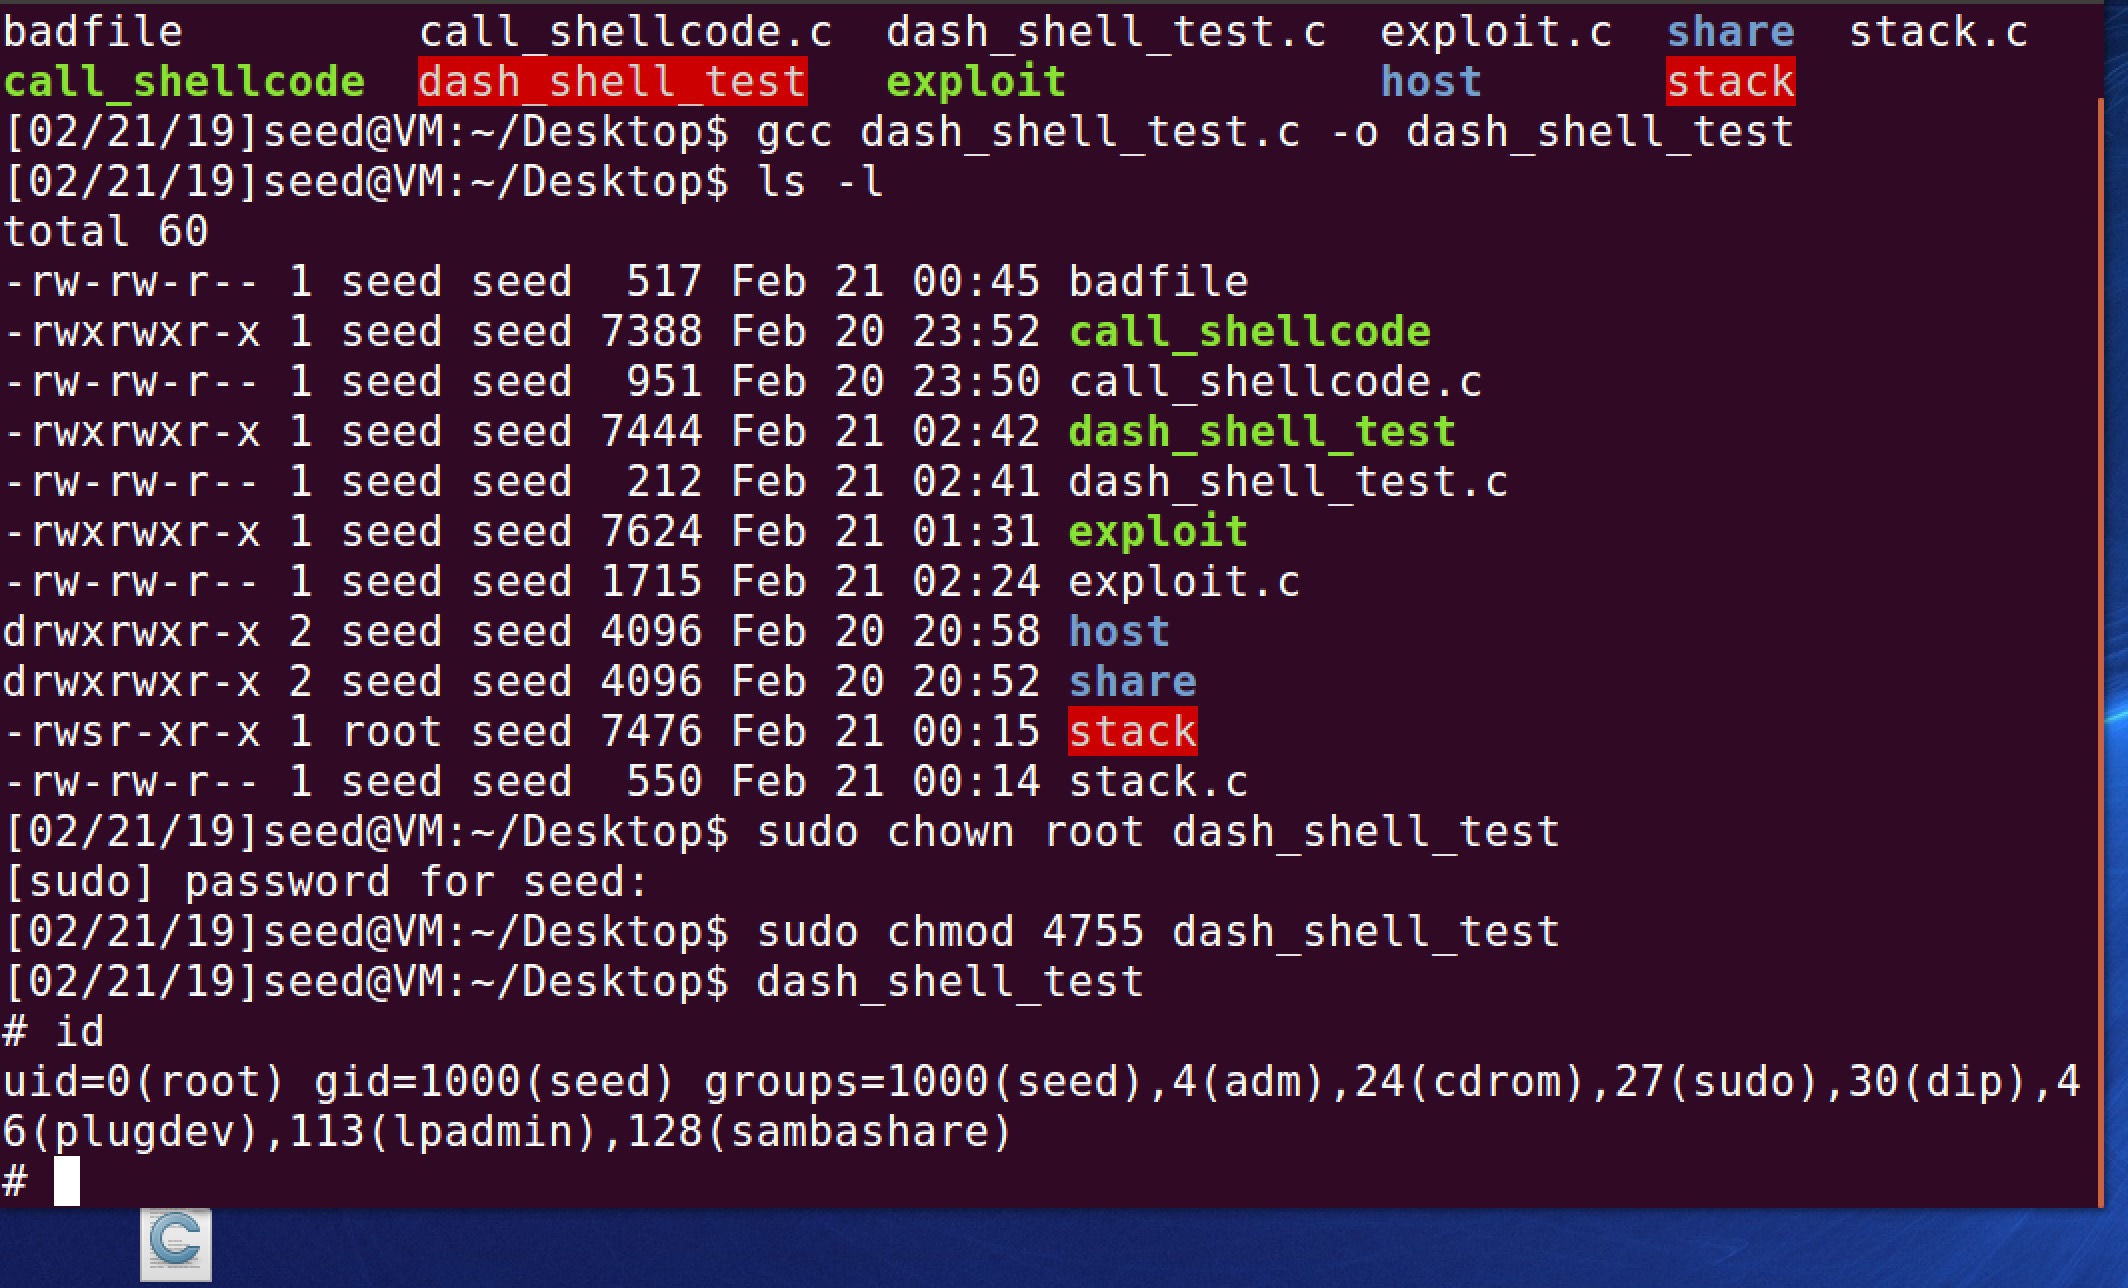 badfile call_shellcode.c dash_shell_test.c exploit.c share stack.c
call_shellcode dash_shell_test exploit host stack
[02/21/19]seed@VM:~/Desktop$ gcc dash_shell_test.c -o dash_shell_test
[02/21/19]seed@VM:~/Desktop$ ls -l
total 60
-rw-rw-r-- 1 seed seed  517 Feb 21 00:45 badfile
-rwxrwxr-x 1 seed seed 7388 Feb 20 23:52 call_shellcode
-rw-rw-r-- 1 seed seed  951 Feb 20 23:50 call_shellcode.c
-rwxrwxr-x 1 seed seed 7444 Feb 21 02:42 dash_shell_test
-rw-rw-r-- 1 seed seed  212 Feb 21 02:41 dash_shell_test.c
-rwxrwxr-x 1 seed seed 7624 Feb 21 01:31 exploit
-rw-rw-r-- 1 seed seed 1715 Feb 21 02:24 exploit.c
drwxrwxr-x 2 seed seed 4096 Feb 20 20:58 host
drwxrwxr-x 2 seed seed 4096 Feb 20 20:52 share
-rwsr-xr-x 1 root seed 7476 Feb 21 00:15 stack
-rw-rw-r-- 1 seed seed  550 Feb 21 00:14 stack.c
[02/21/19]seed@VM:~/Desktop$ sudo chown root dash_shell_test
[sudo] password for seed:
[02/21/19]seed@VM:~/Desktop$ sudo chmod 4755 dash_shell_test
[02/21/19]seed@VM:~/Desktop$ dash_shell_test
# id
uid=0(root) gid=1000(seed) groups=1000(seed),4(adm),24(cdrom),27(sudo),30(dip),4
6(plugdev),113(lpadmin),128(sambashare)
#
C